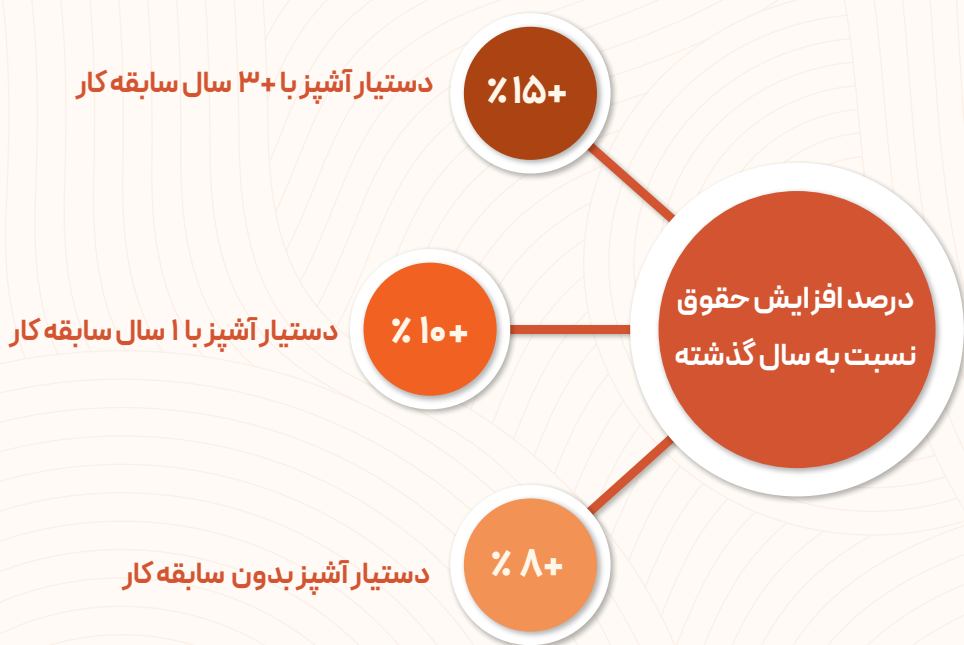 درصد افزایش حقوق
نسبت به سال گذشته
+۱۵٪
دستیار آشپز با +۳ سال سابقه کار
+۱۰٪
دستیار آشپز با ۱ سال سابقه کار
+۸٪
دستیار آشپز بدون سابقه کار